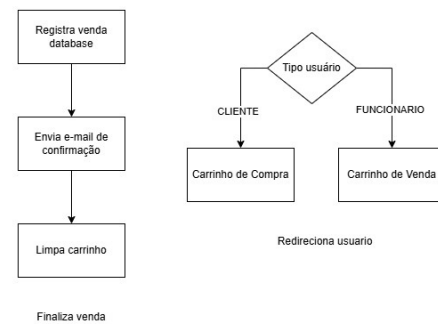 Registra venda
database
Envia e-mail de
confirmação
Limpa carrinho
Finaliza venda
Tipo usuário
CLIENTE
FUNCIONARIO
Carrinho de Compra
Carrinho de Venda
Redireciona usuario